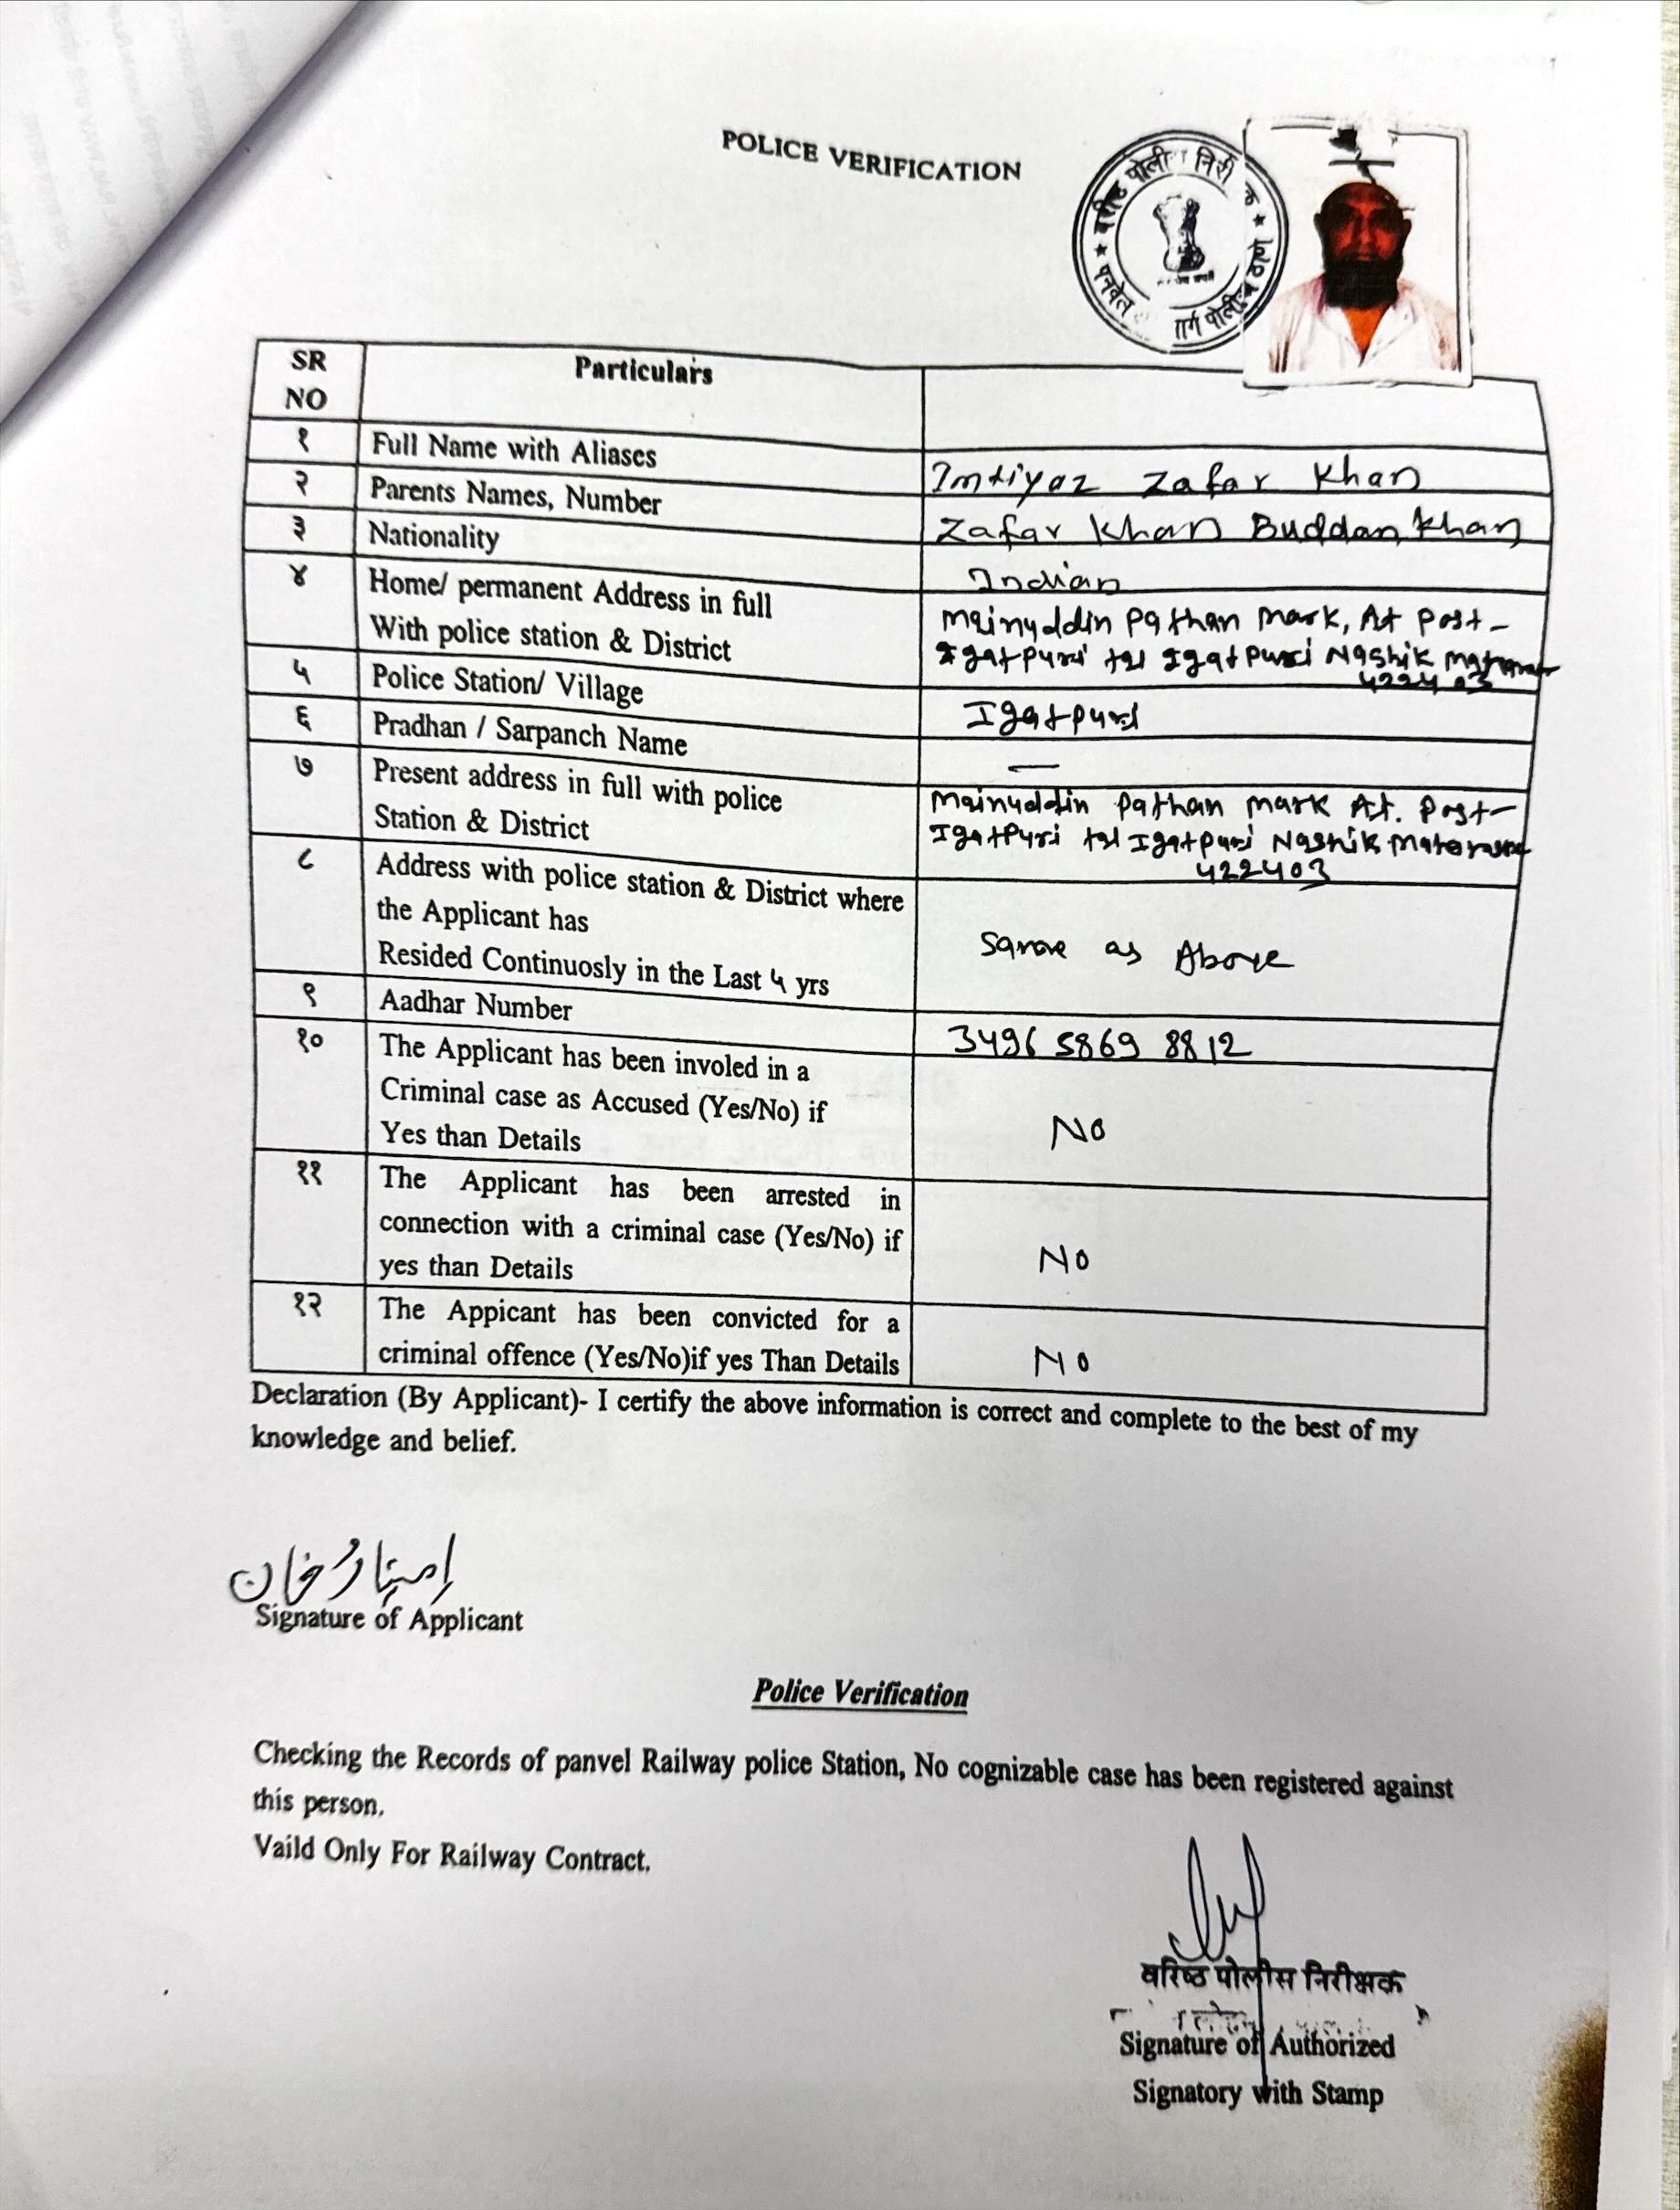 POLICE VERIFICATION
वरीष्ठ पोली निरी क
पनवेल मार्ग पोलीस ठाणे
SR NO
Particulars
१ Full Name with Aliases Imtiyaz Zafar Khan
२ Parents Names, Number Zafar Khan Buddan Khan
३ Nationality Indian
४ Home/ permanent Address in full Mainuddin Pathan Mark, At Post-
With police station & District Igatpuri tal Igatpuri Nashik
422403
५ Police Station/ Village Igatpuri
६ Pradhan / Sarpanch Name —
७ Present address in full with police Mainuddin Pathan Mark At. Post-
Station & District Igatpuri tal Igatpuri Nashik
422403
८ Address with police station & District where
the Applicant has Same as Above
Resided Continuosly in the Last ५ yrs
९ Aadhar Number 3496 5869 8812
१० The Applicant has been involed in a
Criminal case as Accused (Yes/No) if No
Yes than Details
११ The Applicant has been arrested in
connection with a criminal case (Yes/No) if No
yes than Details
१२ The Appicant has been convicted for a
criminal offence (Yes/No)if yes Than Details No
Declaration (By Applicant)- I certify the above information is correct and complete to the best of my
knowledge and belief.
امتیاز خان
Signature of Applicant
Police Verification
Checking the Records of panvel Railway police Station, No cognizable case has been registered against
this person.
Vaild Only For Railway Contract.
वरिष्ठ पोलीस निरीक्षक
Signature of Authorized
Signatory with Stamp